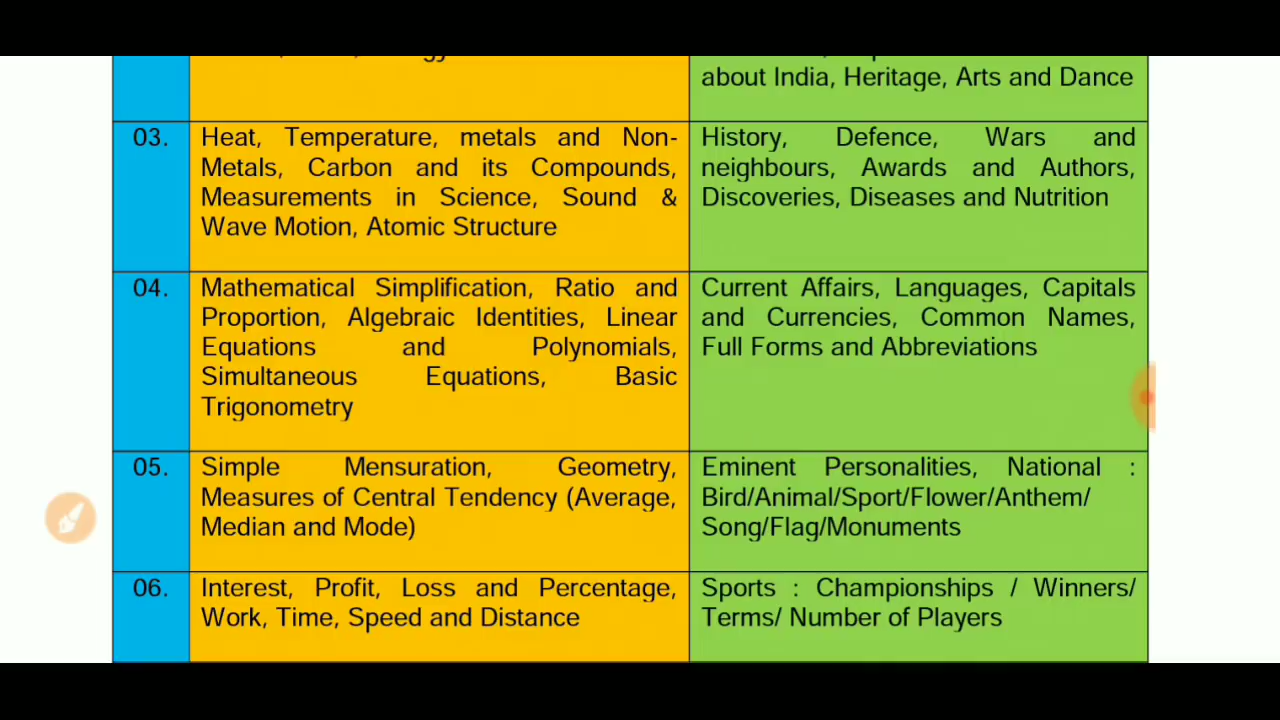 about India, Heritage, Arts and Dance
03.
Heat, Temperature, metals and Non-
Metals, Carbon and its Compounds,
Measurements in Science, Sound &
Wave Motion, Atomic Structure
History, Defence, Wars and
neighbours, Awards and Authors,
Discoveries, Diseases and Nutrition
04.
Mathematical Simplification, Ratio and
Proportion, Algebraic Identities, Linear
Equations and Polynomials,
Simultaneous Equations, Basic
Trigonometry
Current Affairs, Languages, Capitals
and Currencies, Common Names,
Full Forms and Abbreviations
05.
Simple Mensuration, Geometry,
Measures of Central Tendency (Average,
Median and Mode)
Eminent Personalities, National :
Bird/Animal/Sport/Flower/Anthem/
Song/Flag/Monuments
06.
Interest, Profit, Loss and Percentage,
Work, Time, Speed and Distance
Sports : Championships / Winners/
Terms/ Number of Players